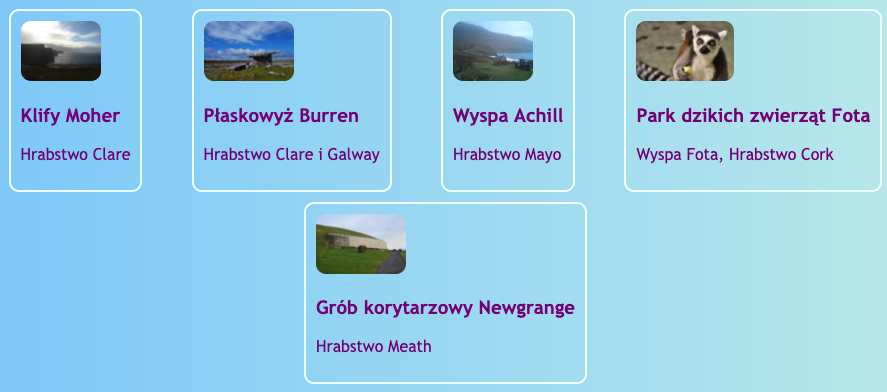 Klify Moher
Hrabstwo Clare
Płaskowyż Burren
Hrabstwo Clare i Galway
Wyspa Achill
Hrabstwo Mayo
Park dzikich zwierząt Fota
Wyspa Fota, Hrabstwo Cork
Grób korytarzowy Newgrange
Hrabstwo Meath